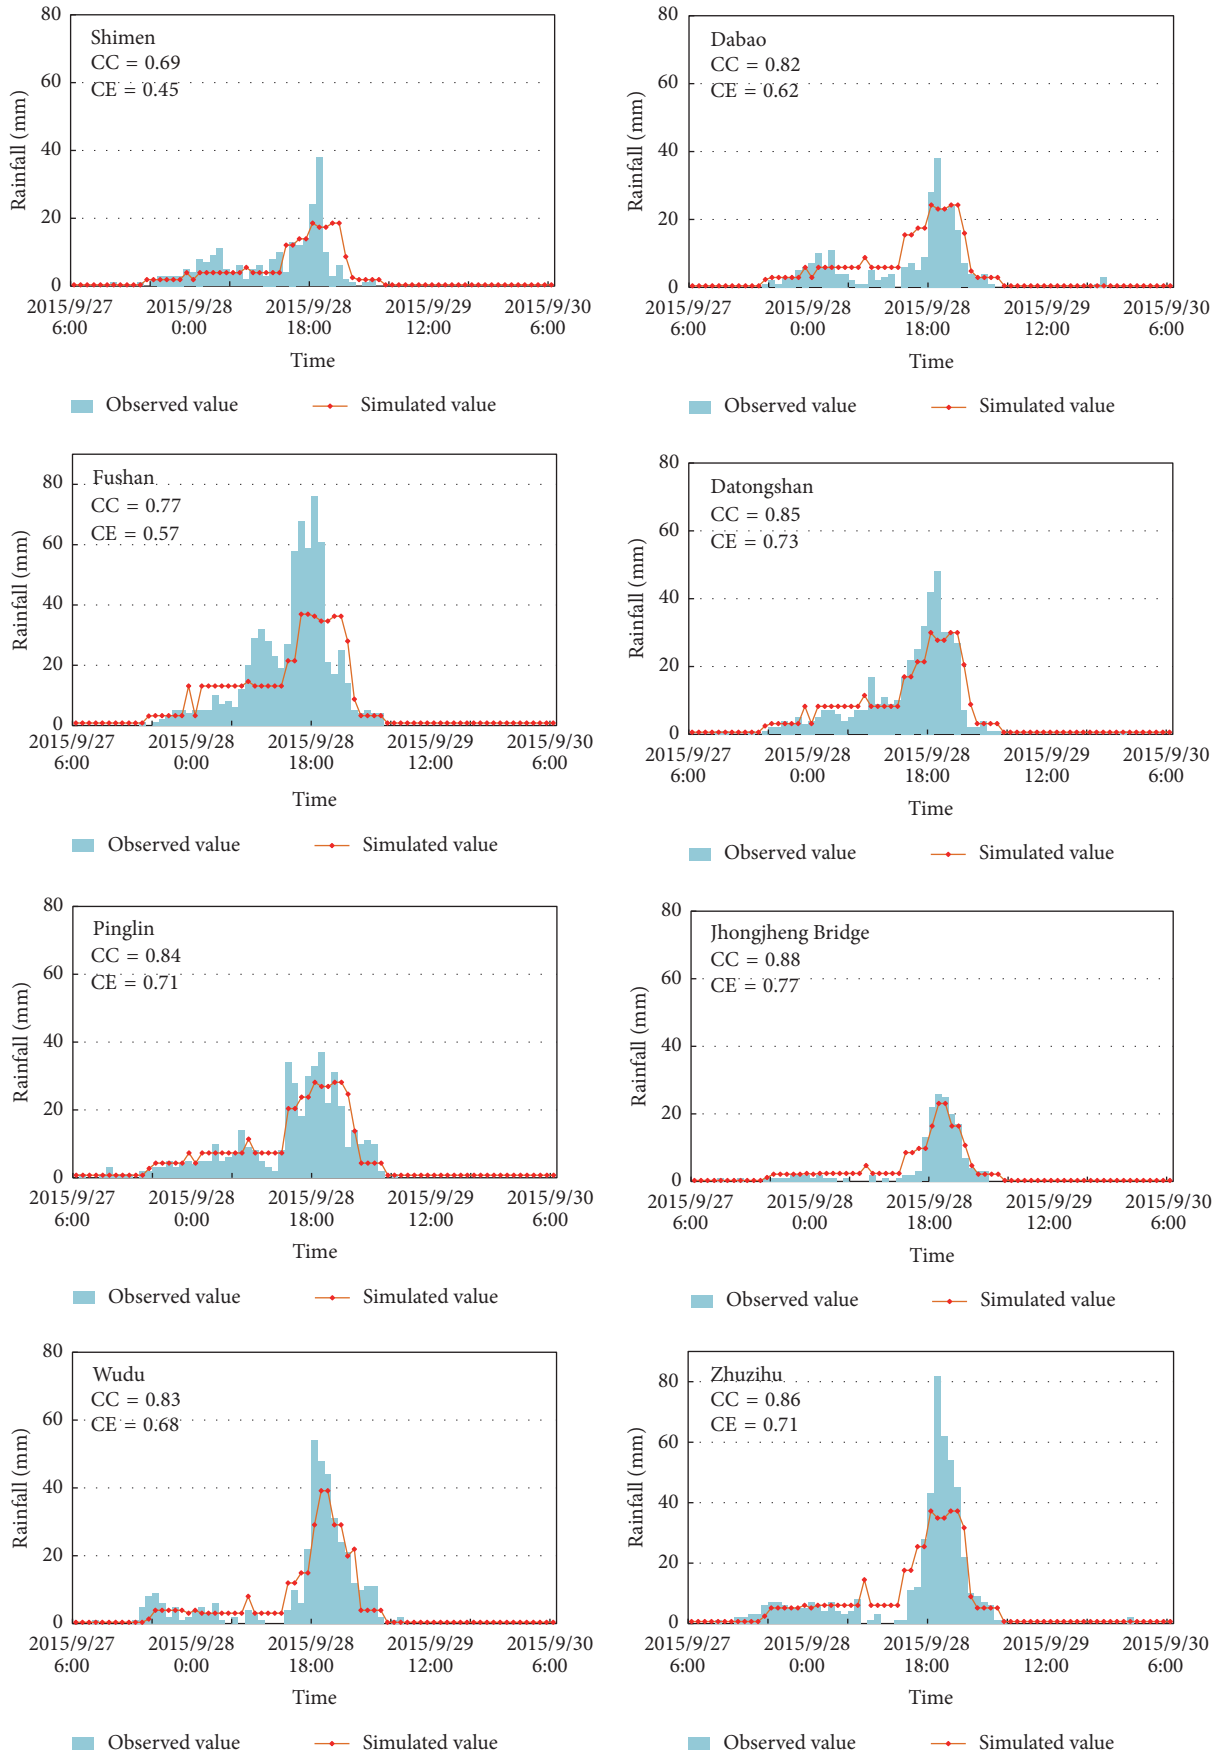 Shimen
CC = 0.69
CE = 0.45
Rainfall (mm)
80
60
40
20
0
2015/9/27 6:00
2015/9/28 0:00
2015/9/28 18:00
2015/9/29 12:00
2015/9/30 6:00
Time
Observed value
Simulated value
Dabao
CC = 0.82
CE = 0.62
Rainfall (mm)
80
60
40
20
0
2015/9/27 6:00
2015/9/28 0:00
2015/9/28 18:00
2015/9/29 12:00
2015/9/30 6:00
Time
Observed value
Simulated value
Fushan
CC = 0.77
CE = 0.57
Rainfall (mm)
80
60
40
20
0
2015/9/27 6:00
2015/9/28 0:00
2015/9/28 18:00
2015/9/29 12:00
2015/9/30 6:00
Time
Observed value
Simulated value
Datongshan
CC = 0.85
CE = 0.73
Rainfall (mm)
80
60
40
20
0
2015/9/27 6:00
2015/9/28 0:00
2015/9/28 18:00
2015/9/29 12:00
2015/9/30 6:00
Time
Observed value
Simulated value
Pinglin
CC = 0.84
CE = 0.71
Rainfall (mm)
80
60
40
20
0
2015/9/27 6:00
2015/9/28 0:00
2015/9/28 18:00
2015/9/29 12:00
2015/9/30 6:00
Time
Observed value
Simulated value
Jhongjheng Bridge
CC = 0.88
CE = 0.77
Rainfall (mm)
80
60
40
20
0
2015/9/27 6:00
2015/9/28 0:00
2015/9/28 18:00
2015/9/29 12:00
2015/9/30 6:00
Time
Observed value
Simulated value
Wudu
CC = 0.83
CE = 0.68
Rainfall (mm)
80
60
40
20
0
2015/9/27 6:00
2015/9/28 0:00
2015/9/28 18:00
2015/9/29 12:00
2015/9/30 6:00
Time
Observed value
Simulated value
Zhuzihu
CC = 0.86
CE = 0.71
Rainfall (mm)
80
60
40
20
0
2015/9/27 6:00
2015/9/28 0:00
2015/9/28 18:00
2015/9/29 12:00
2015/9/30 6:00
Time
Observed value
Simulated value